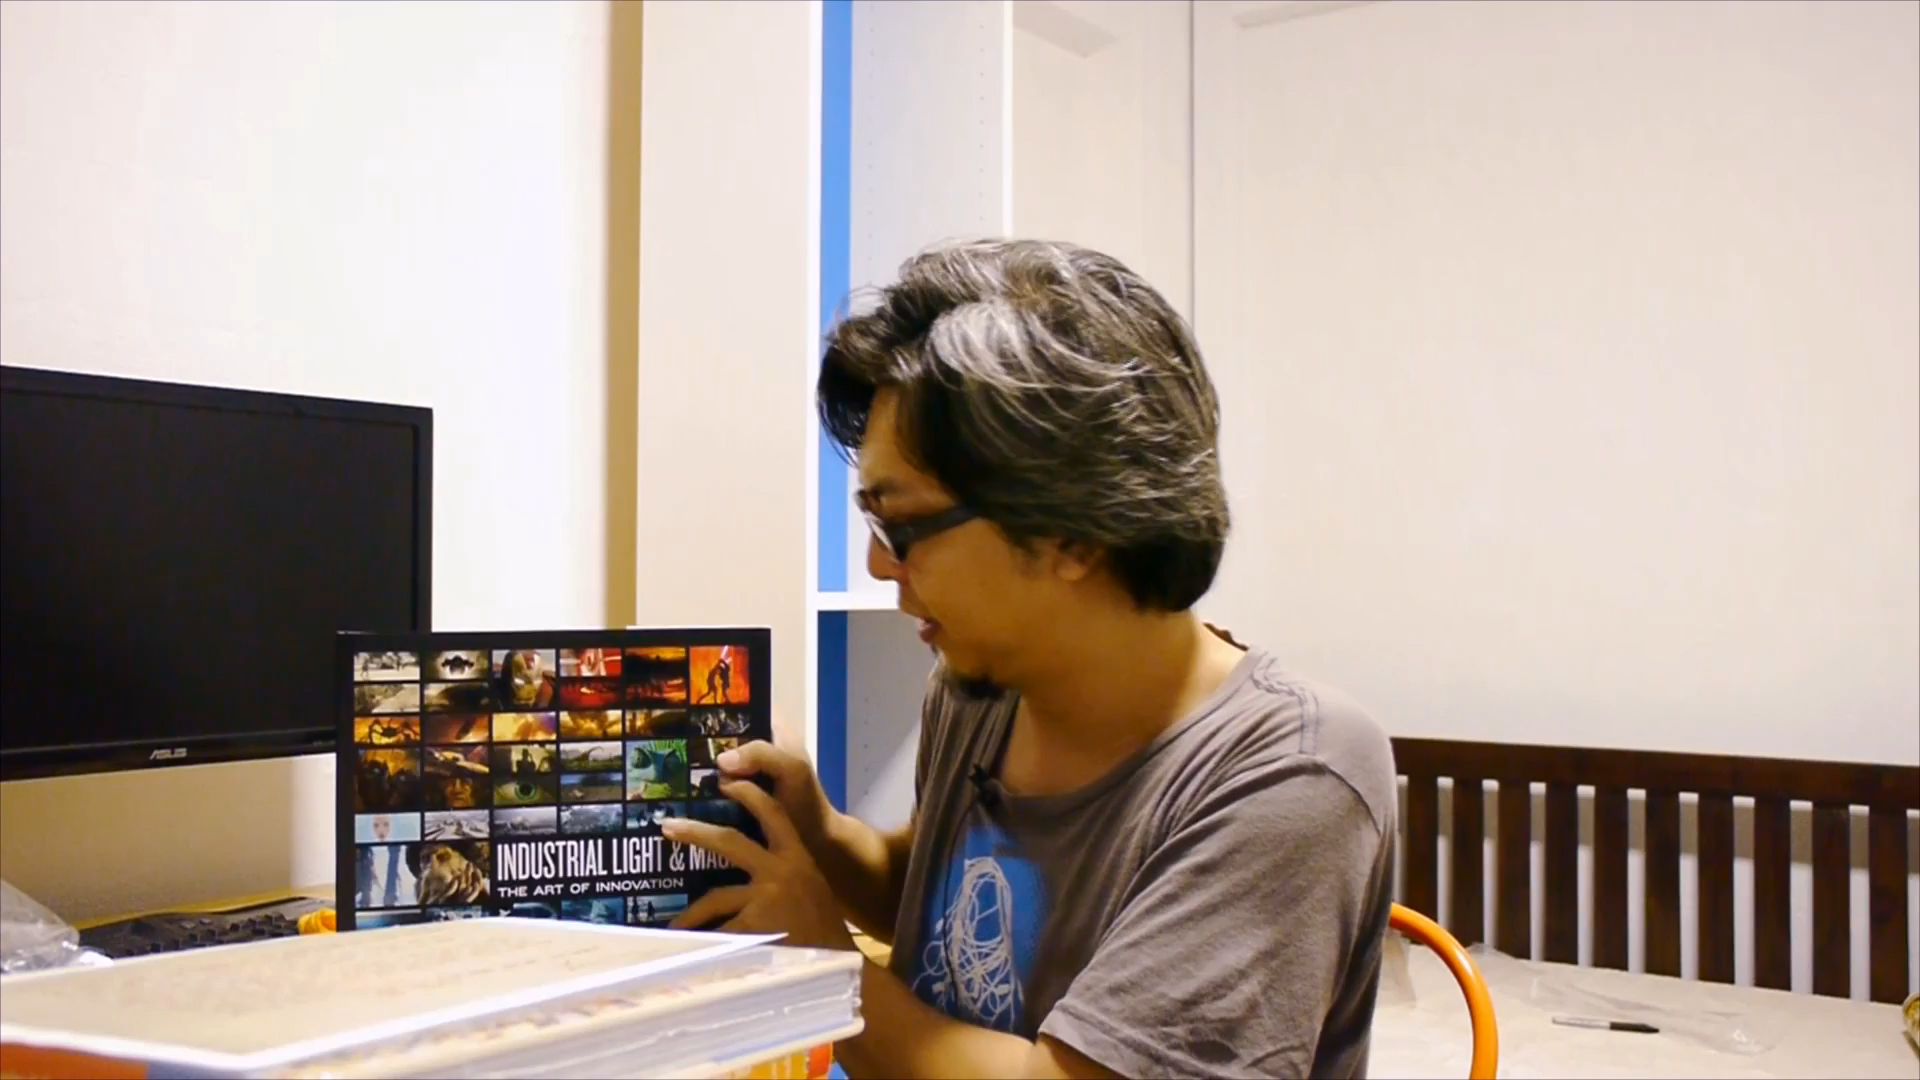 ASUS
INDUSTRIAL LIGHT &
THE ART OF INNOVATION